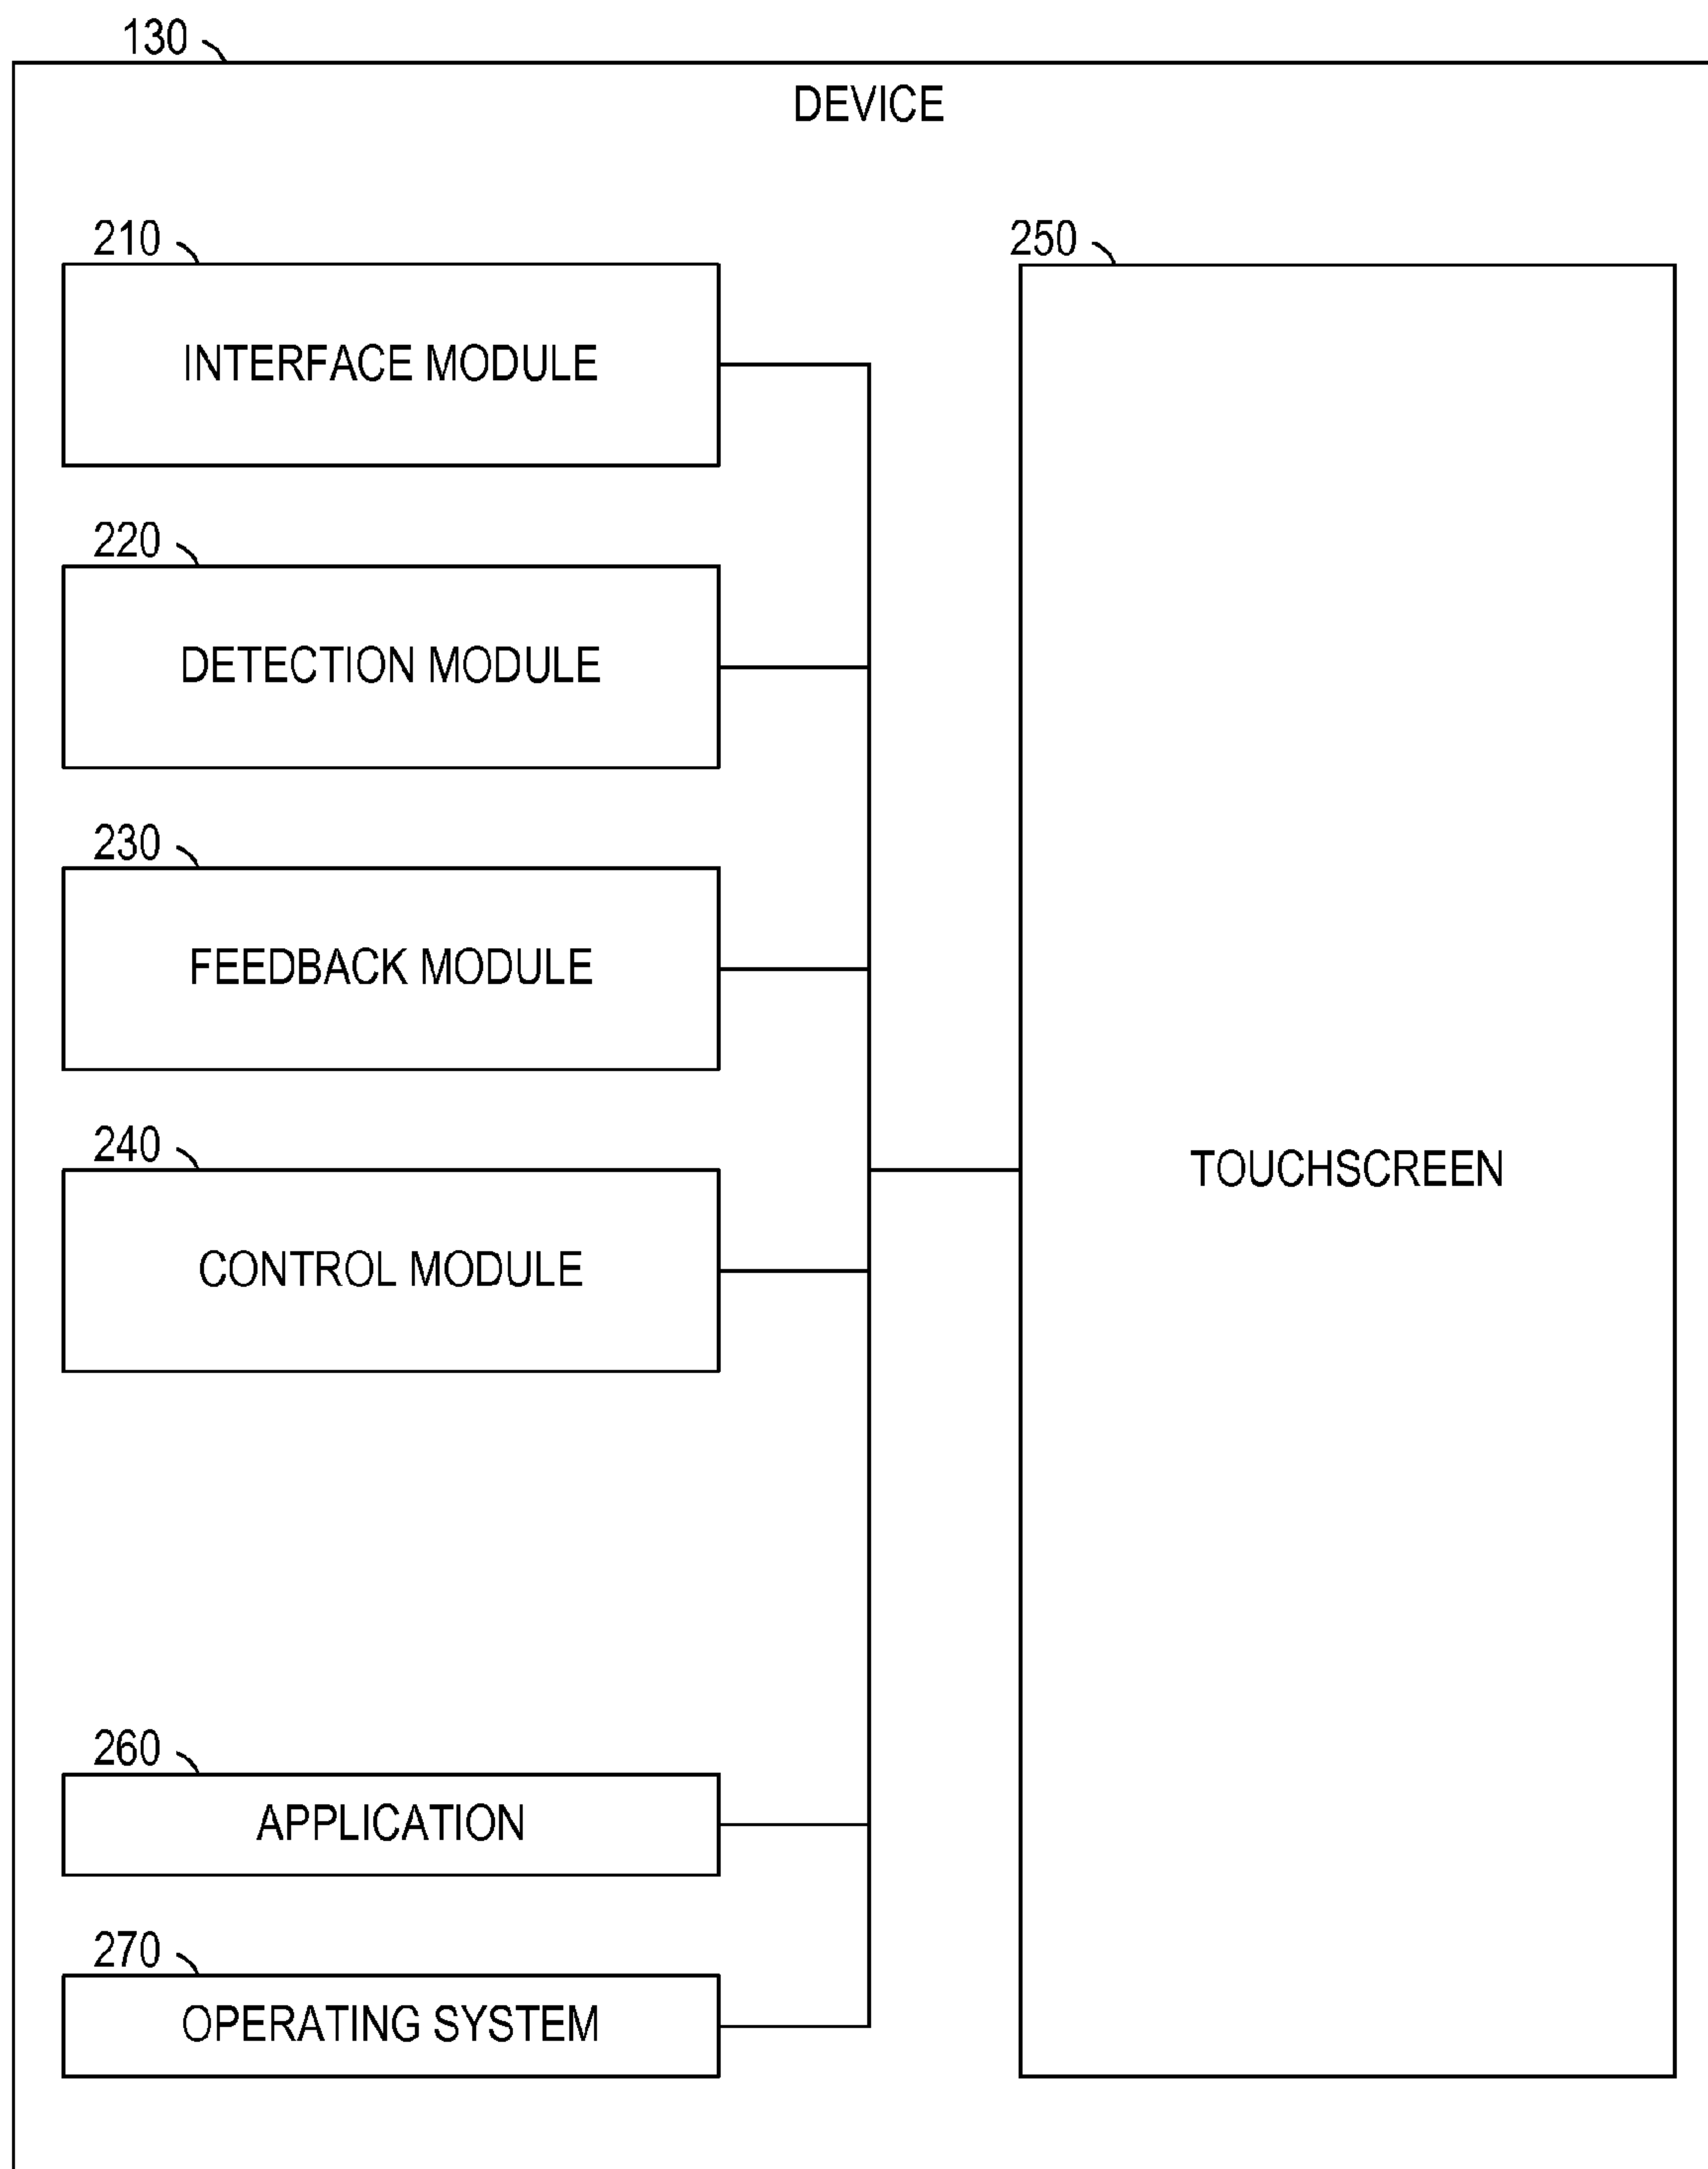 130
DEVICE
210
INTERFACE MODULE
220
DETECTION MODULE
230
FEEDBACK MODULE
240
CONTROL MODULE
250
TOUCHSCREEN
260
APPLICATION
270
OPERATING SYSTEM